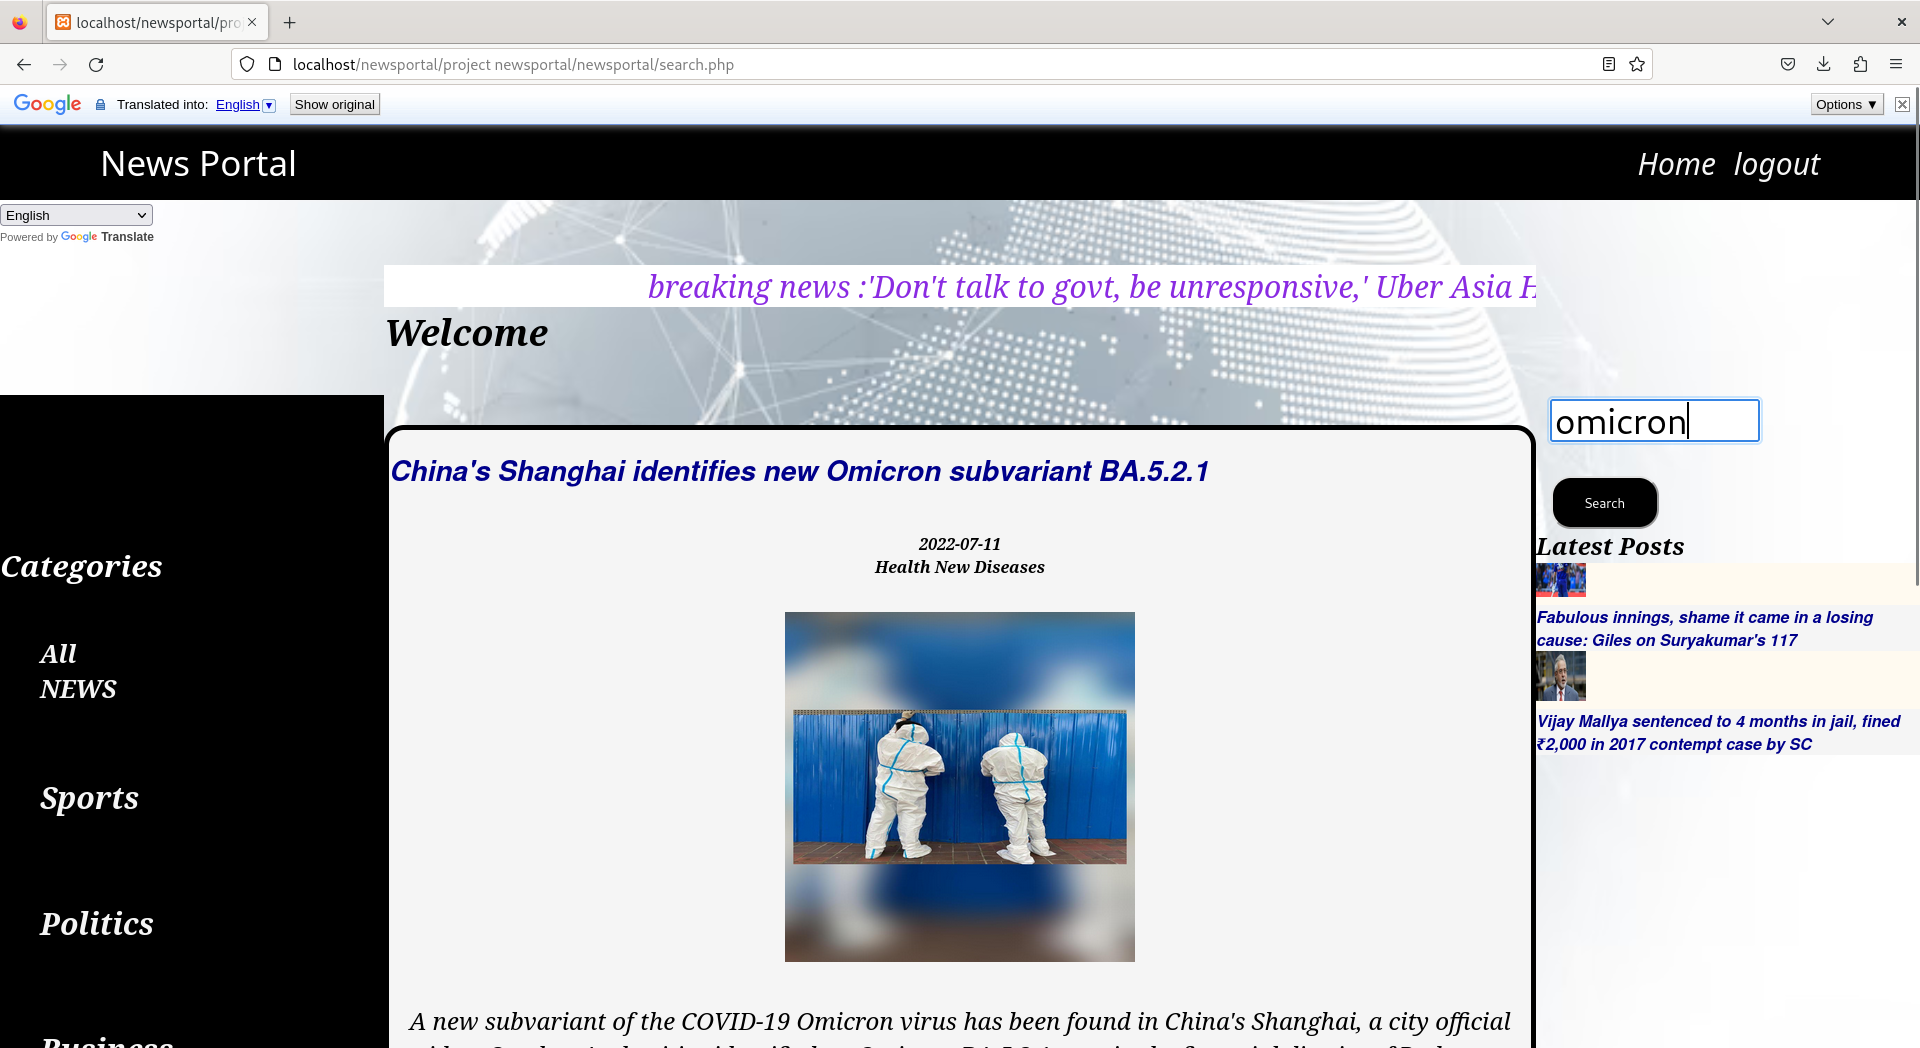 localhost/newsportal/pro
localhost/newsportal/project newsportal/newsportal/search.php
Google Translated into: English Show original Options ▼
News Portal Home logout
English
Powered by Google Translate
breaking news :'Don't talk to govt, be unresponsive,' Uber Asia
Welcome
omicron
Search
Categories
All
NEWS
Sports
Politics
Business
China's Shanghai identifies new Omicron subvariant BA.5.2.1
2022-07-11
Health New Diseases
A new subvariant of the COVID-19 Omicron virus has been found in China's Shanghai, a city official
Latest Posts
Fabulous innings, shame it came in a losing
cause: Giles on Suryakumar's 117
Vijay Mallya sentenced to 4 months in jail, fined
₹2,000 in 2017 contempt case by SC